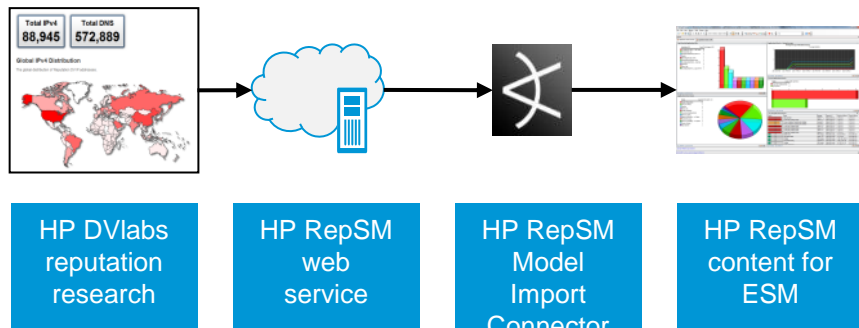 Total IPv4
Total DNS
88,945
572,889
Global IPv4 Distribution
HP DVlabs
reputation
research
HP RepSM
web
service
HP RepSM
Model
Import
Connector
HP RepSM
content for
ESM